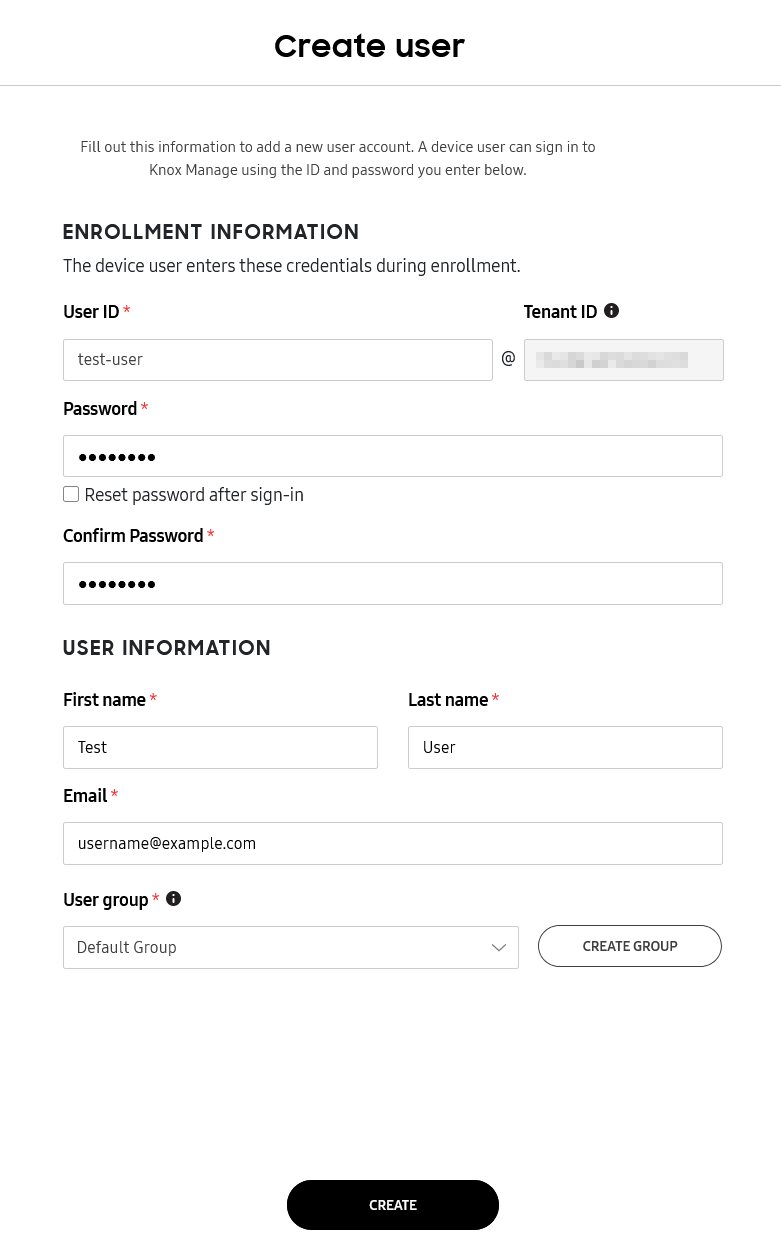 Create user
Fill out this information to add a new user account. A device user can sign in to
Knox Manage using the ID and password you enter below.
ENROLLMENT INFORMATION
The device user enters these credentials during enrollment.
User ID * Tenant ID
test-user @
Password *
••••••••
Reset password after sign-in
Confirm Password *
••••••••
USER INFORMATION
First name * Last name *
Test User
Email *
username@example.com
User group *
Default Group CREATE GROUP
CREATE